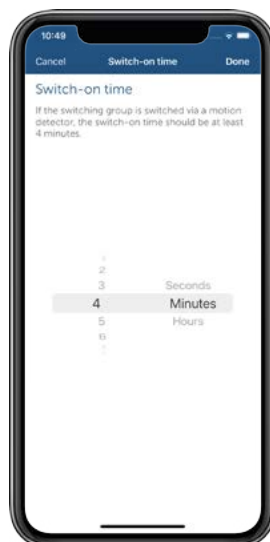 10:49
Cancel Switch-on time Done
Switch-on time
If the switching group is switched via a motion
detector, the switch-on time should be at least
4 minutes.
2
3 Seconds
4 Minutes
5 Hours
6